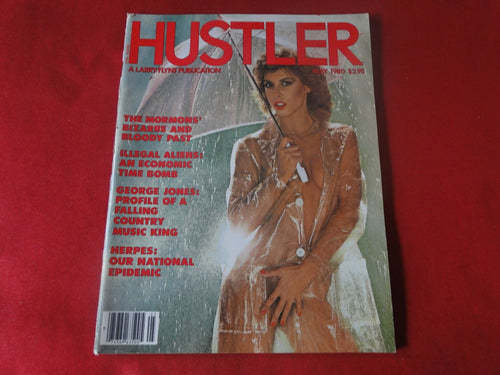 HUSTLER
A LARRY FLYNT PUBLICATION
1980 $2.95
THE MORMONS'
BIZARRE AND
BLOODY PAST
ILLEGAL ALIENS:
AN ECONOMIC
TIME BOMB
GEORGE JONES:
PROFILE OF A
FALLING
COUNTRY
MUSIC KING
HERPES:
OUR NATIONAL
EPIDEMIC